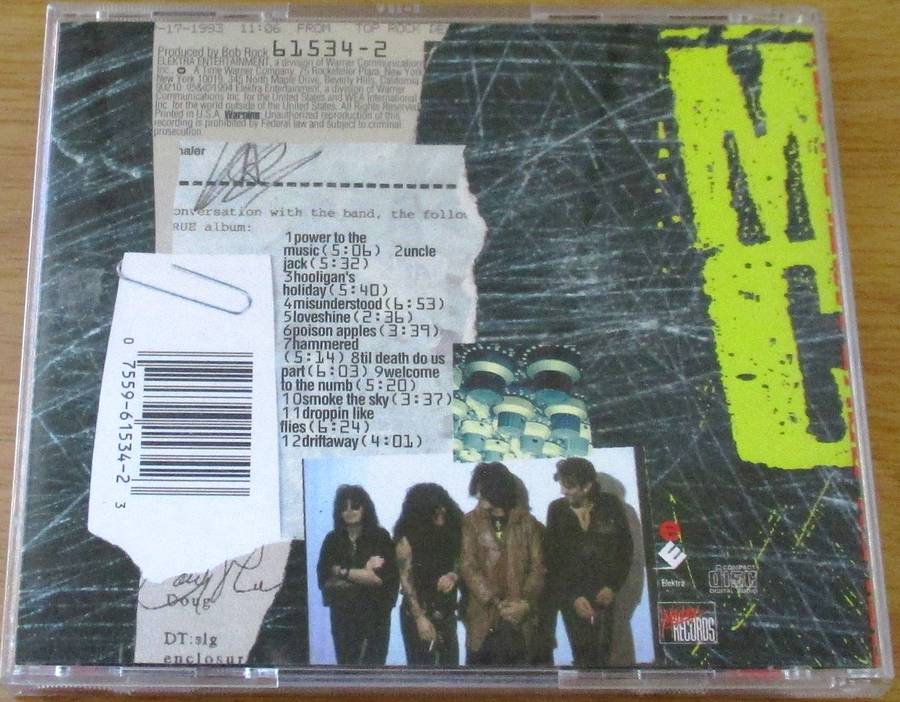 -17-1993 11:06 FROM TOP ROCK DE
Produced by Bob Rock 61534-2
ELEKTRA ENTERTAINMENT, a division of Warner Communications
Inc. A Time Warner Company. 75 Rockefeller Plaza, New York,
New York 10019. 345 North Maple Drive, Beverly Hills, California
90210. ℗&©1994 Elektra Entertainment, a division of Warner
Communications Inc. for the United States and WEA International
Inc. for the world outside of the United States. All Rights Reserved.
Printed in U.S.A. Warning: Unauthorized reproduction of this
recording is prohibited by Federal law and subject to criminal
prosecution.
haler
onversation with the band, the follow
RUE album:
1power to the
music(5:06) 2uncle
jack(5:32)
3hooligan's
holiday(5:40)
4misunderstood(6:53)
5loveshine(2:36)
6poison apples(3:39)
7hammered
(5:14) 8til death do us
part(6:03) 9welcome
to the numb(5:20)
10smoke the sky(3:37)
11droppin like
flies(6:24)
12driftaway(4:01)
0 7559-61534-2 3
Doug
DT:slg
enclosur
MC
Elektra
COMPACT
disc
DIGITAL AUDIO
RECORDS